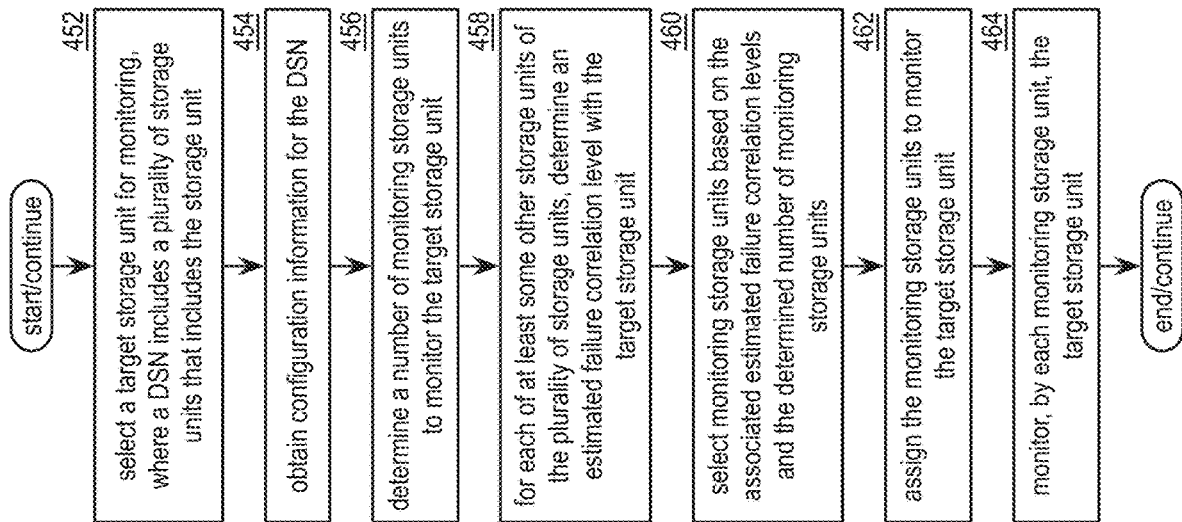 start/continue
452
select a target storage unit for monitoring,
where a DSN includes a plurality of storage
units that includes the storage unit
454
obtain configuration information for the DSN
456
determine a number of monitoring storage units
to monitor the target storage unit
458
for each of at least some other storage units of
the plurality of storage units, determine an
estimated failure correlation level with the
target storage unit
460
select monitoring storage units based on the
associated estimated failure correlation levels
and the determined number of monitoring
storage units
462
assign the monitoring storage units to monitor
the target storage unit
464
monitor, by each monitoring storage unit, the
target storage unit
end/continue